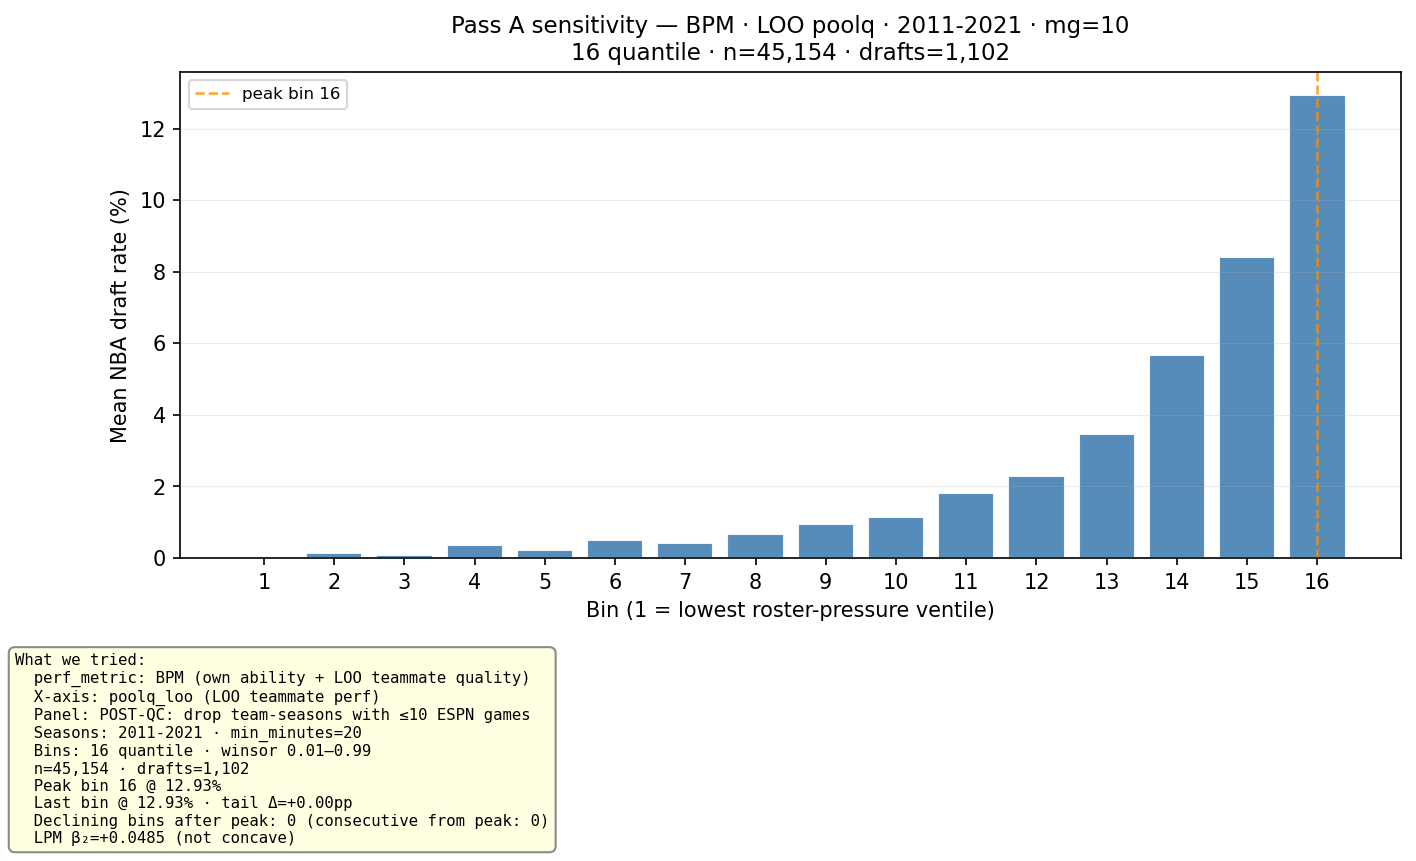 Pass A sensitivity — BPM · LOO poolq · 2011-2021 · mg=10
16 quantile · n=45,154 · drafts=1,102
peak bin 16
Mean NBA draft rate (%)
12
10
8
6
4
2
0
1 2 3 4 5 6 7 8 9 10 11 12 13 14 15 16
Bin (1 = lowest roster-pressure ventile)
What we tried:
perf_metric: BPM (own ability + LOO teammate quality)
X-axis: poolq_loo (LOO teammate perf)
Panel: POST-QC: drop team-seasons with ≤10 ESPN games
Seasons: 2011-2021 · min_minutes=20
Bins: 16 quantile · winsor 0.01–0.99
n=45,154 · drafts=1,102
Peak bin 16 @ 12.93%
Last bin @ 12.93% · tail Δ=+0.00pp
Declining bins after peak: 0 (consecutive from peak: 0)
LPM β₂=+0.0485 (not concave)